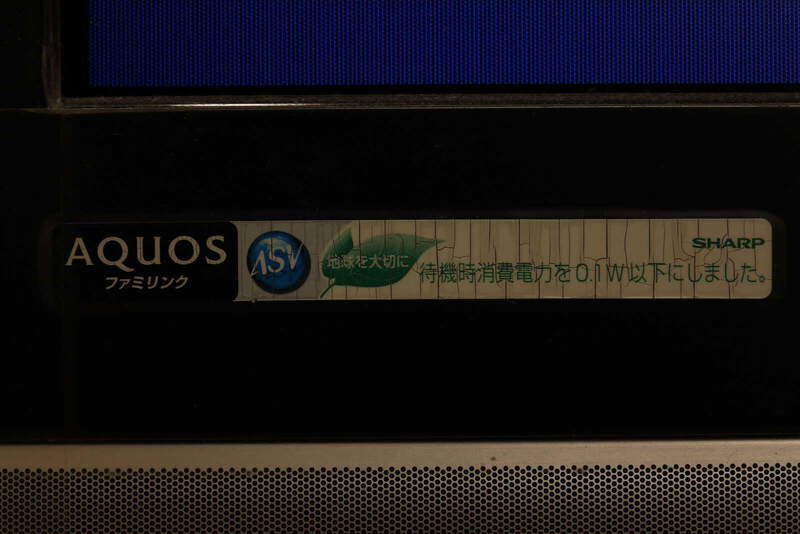 AQUOS
ファミリンク
ASV
地球を大切に
待機時消費電力を0.1W以下にしました。
SHARP